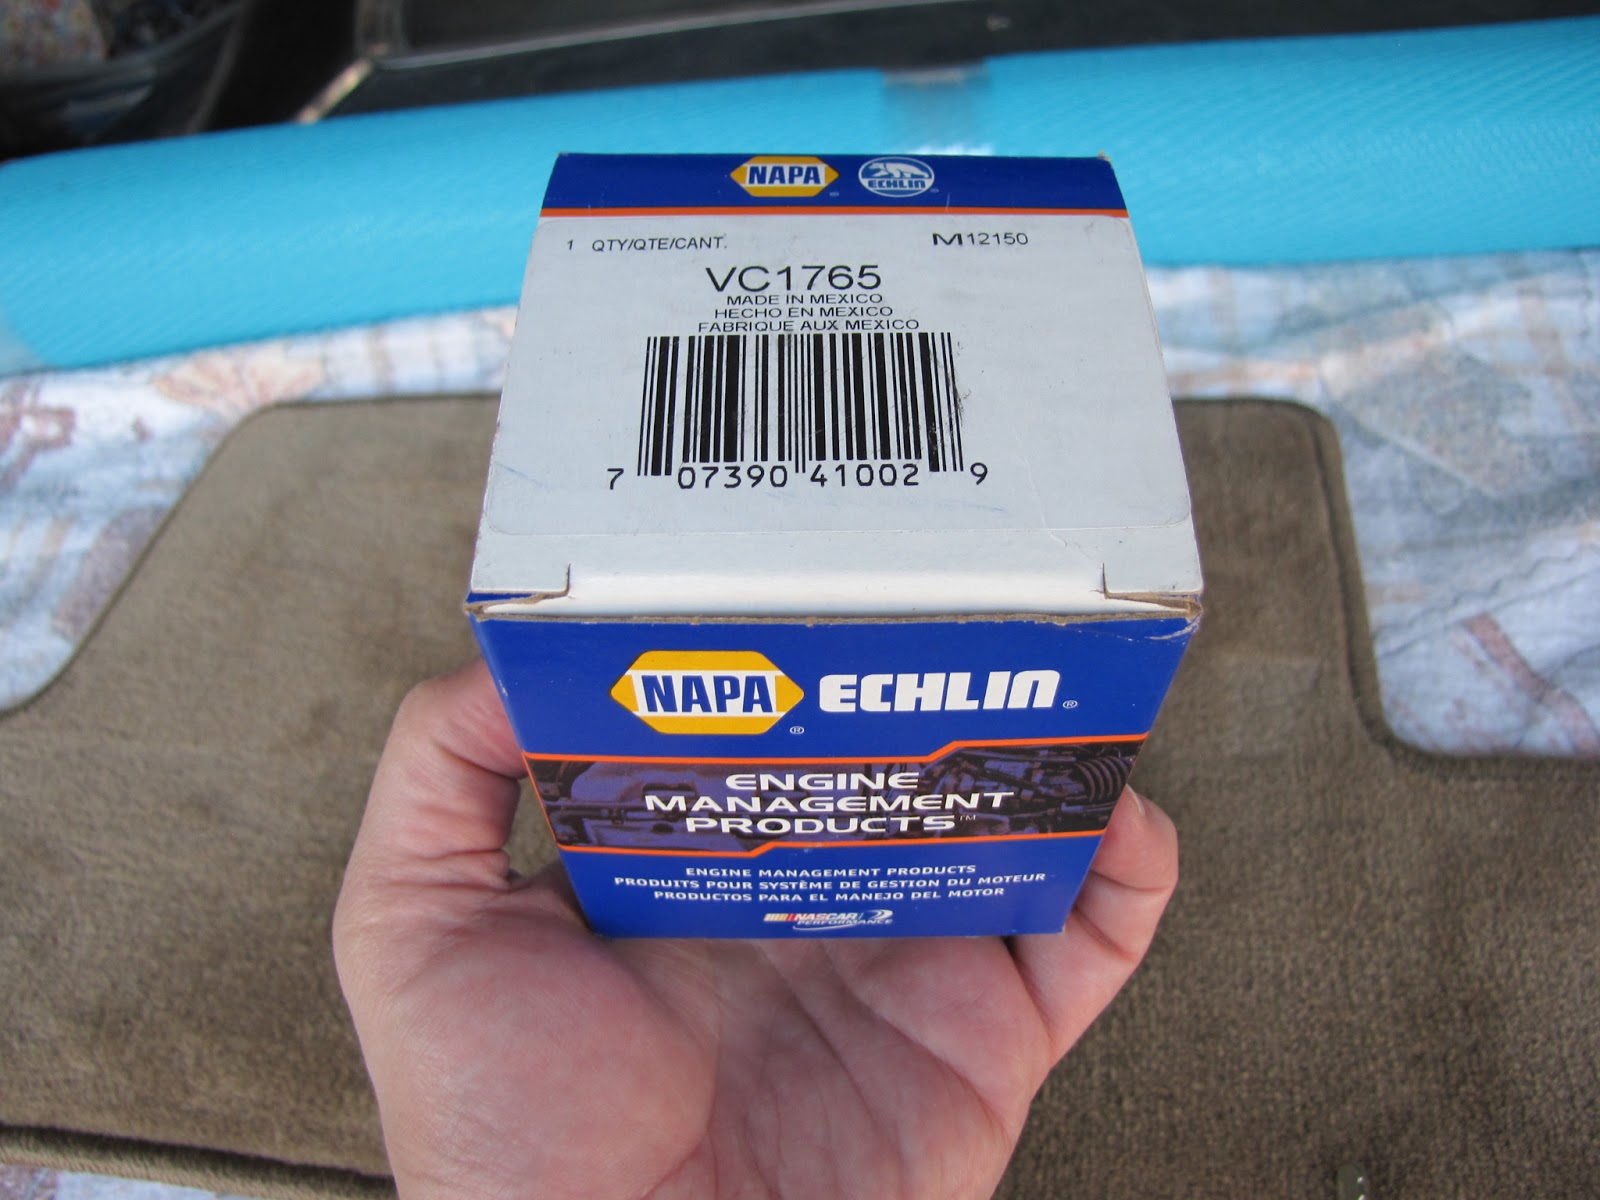 NAPA ® ECHLIN ®
1 QTY/QTE/CANT. M12150
VC1765
MADE IN MEXICO
HECHO EN MEXICO
FABRIQUE AUX MEXICO
7 07390 41002 9
NAPA ® ECHLIN ®
ENGINE
MANAGEMENT
PRODUCTS™
ENGINE MANAGEMENT PRODUCTS
PRODUITS POUR SYSTÈME DE GESTION DU MOTEUR
PRODUCTOS PARA EL MANEJO DEL MOTOR
NASCAR
PERFORMANCE